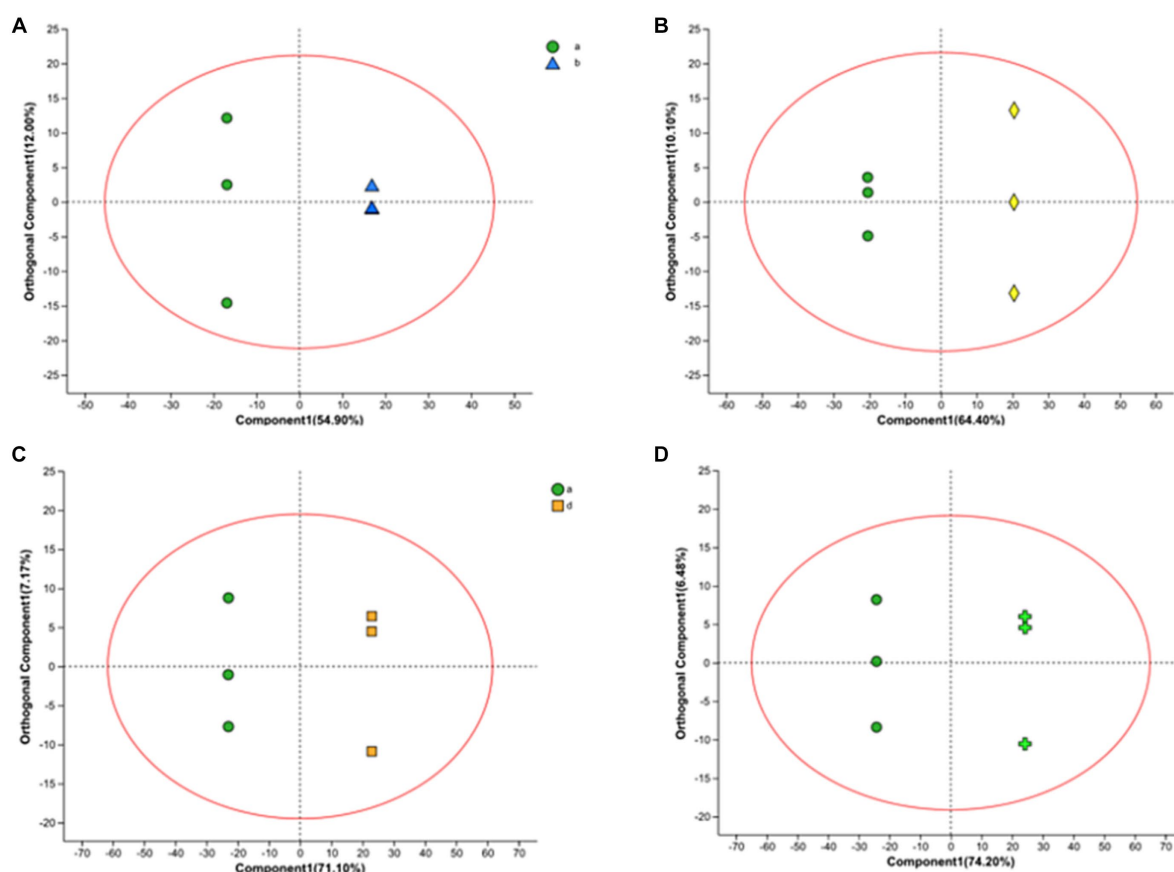 A
25
20
15
10
5
0
-5
-10
-15
-20
-25
Orthogonal Component1(12.00%)
-50 -40 -30 -20 -10 0 10 20 30 40 50
Component1(54.90%)
a
b
B
25
20
15
10
5
0
-5
-10
-15
-20
-25
Orthogonal Component1(10.10%)
-60 -50 -40 -30 -20 -10 0 10 20 30 40 50 60
Component1(64.40%)
C
25
20
15
10
5
0
-5
-10
-15
-20
Orthogonal Component1(7.17%)
-70 -60 -50 -40 -30 -20 -10 0 10 20 30 40 50 60 70
Component1(71.10%)
a
d
D
25
20
15
10
5
0
-5
-10
-15
-20
Orthogonal Component1(6.48%)
-70 -60 -50 -40 -30 -20 -10 0 10 20 30 40 50 60 70
Component1(74.20%)